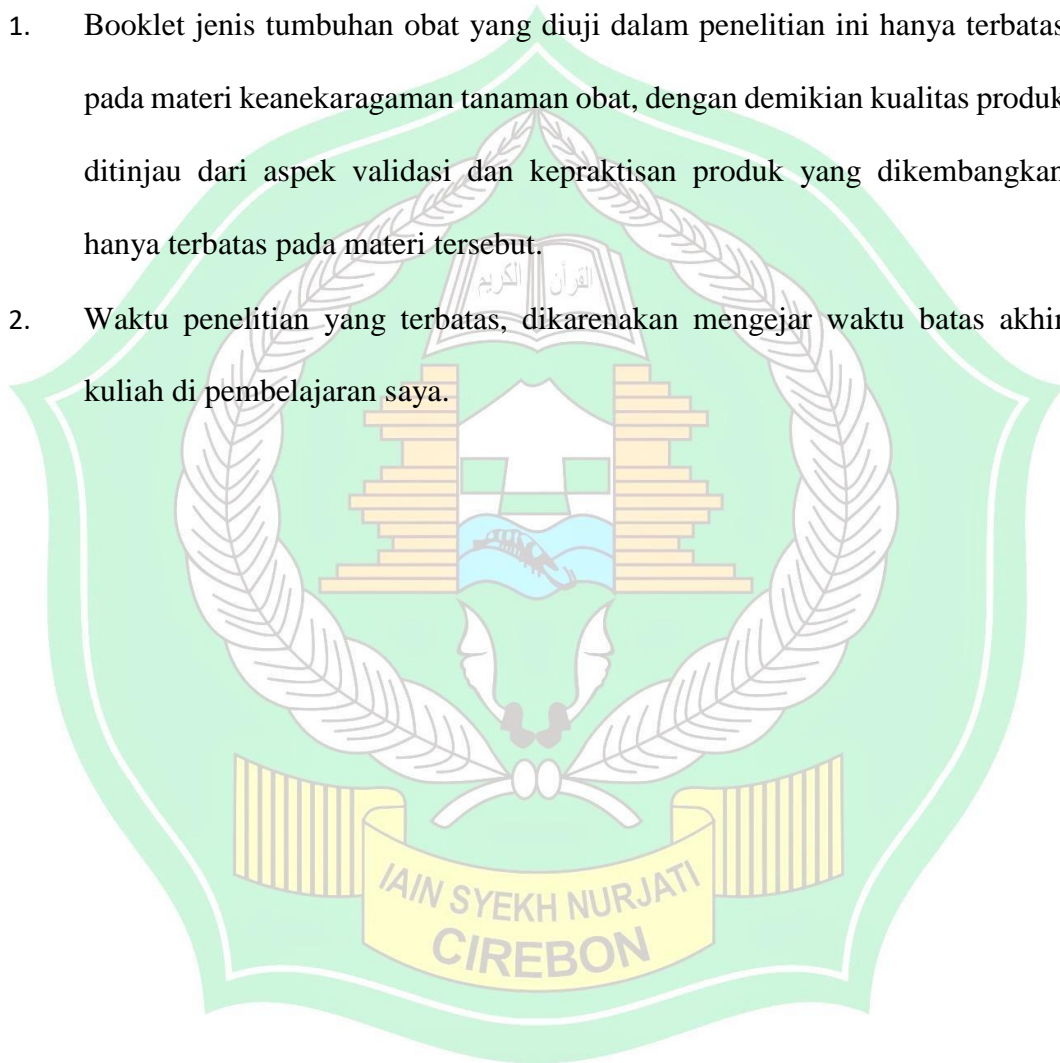 1. Booklet jenis tumbuhan obat yang diuji dalam penelitian ini hanya terbatas
pada materi keanekaragaman tanaman obat, dengan demikian kualitas produk
ditinjau dari aspek validasi dan kepraktisan produk yang dikembangkan
hanya terbatas pada materi tersebut.
القرآن الكريم
2. Waktu penelitian yang terbatas, dikarenakan mengejar waktu batas akhir
kuliah di pembelajaran saya.
IAIN SYEKH NURJATI
CIREBON